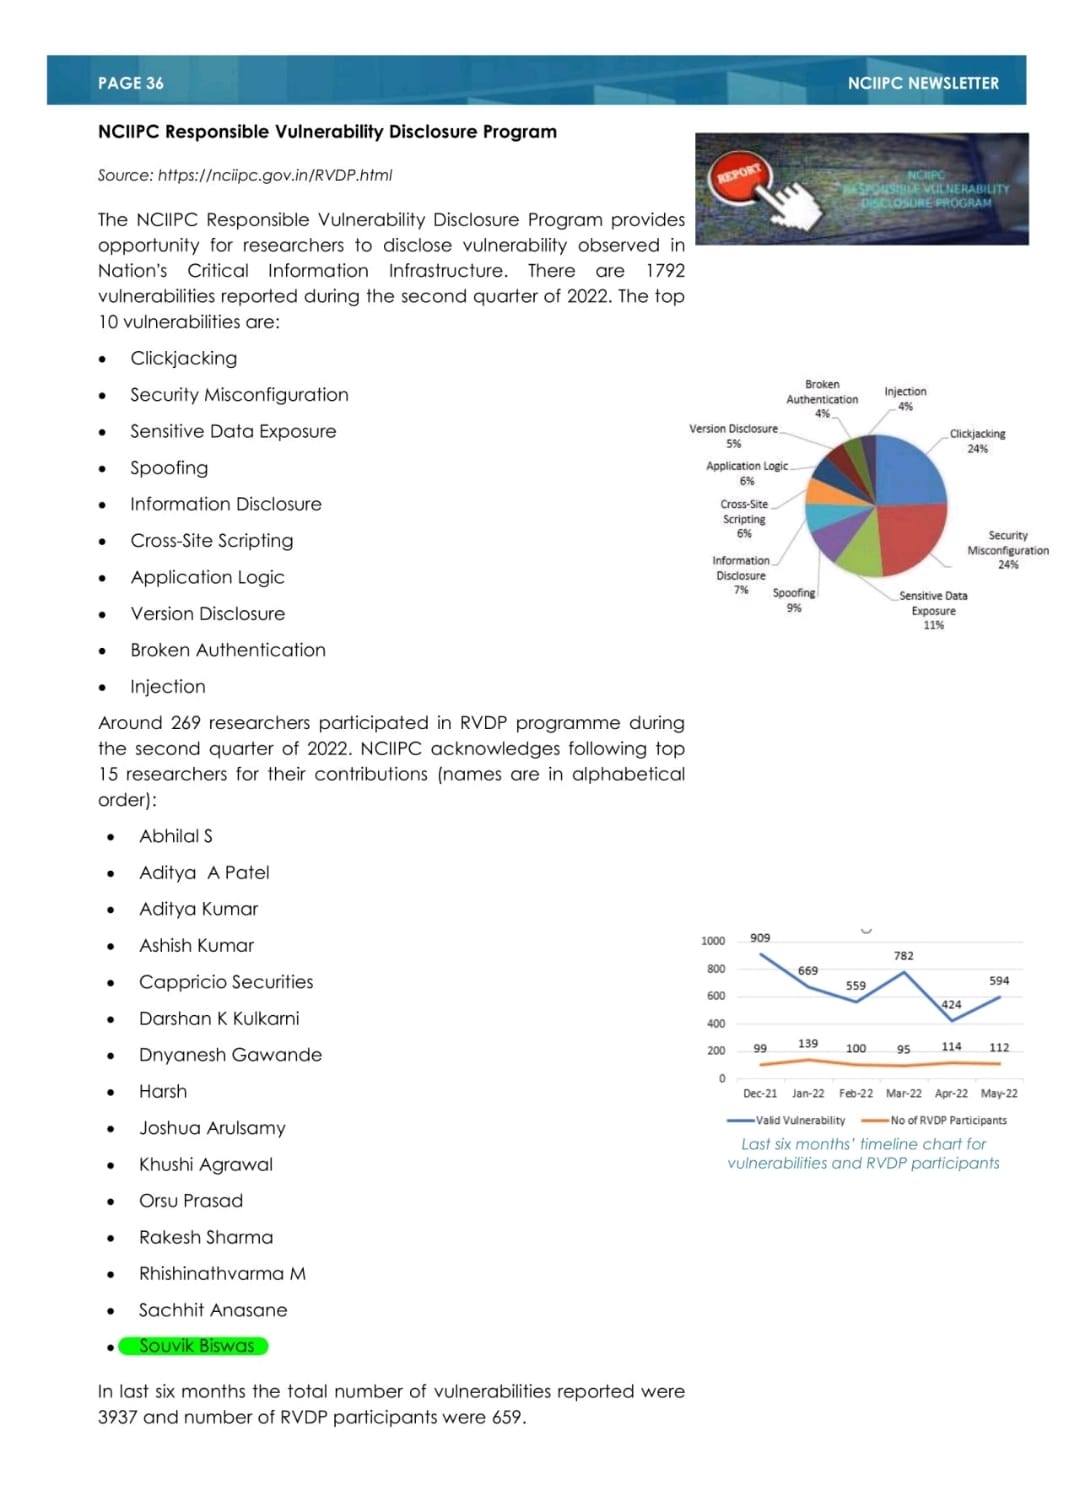 PAGE 36
NCIIPC NEWSLETTER
NCIIPC Responsible Vulnerability Disclosure Program
Source: https://nciipc.gov.in/RVDP.html
REPORT
NCIIPC
RESPONSIBLE VULNERABILITY
DISCLOSURE PROGRAM
The NCIIPC Responsible Vulnerability Disclosure Program provides
opportunity for researchers to disclose vulnerability observed in
Nation's Critical Information Infrastructure. There are 1792
vulnerabilities reported during the second quarter of 2022. The top
10 vulnerabilities are:
• Clickjacking
• Security Misconfiguration
• Sensitive Data Exposure
• Spoofing
• Information Disclosure
• Cross-Site Scripting
• Application Logic
• Version Disclosure
• Broken Authentication
• Injection
Broken
Authentication
4%
Injection
4%
Clickjacking
24%
Security
Misconfiguration
24%
Sensitive Data
Exposure
11%
Spoofing
9%
Information
Disclosure
7%
Cross-Site
Scripting
6%
Application Logic
6%
Version Disclosure
5%
Around 269 researchers participated in RVDP programme during
the second quarter of 2022. NCIIPC acknowledges following top
15 researchers for their contributions (names are in alphabetical
order):
• Abhilal S
• Aditya A Patel
• Aditya Kumar
• Ashish Kumar
• Cappricio Securities
• Darshan K Kulkarni
• Dnyanesh Gawande
• Harsh
• Joshua Arulsamy
• Khushi Agrawal
• Orsu Prasad
• Rakesh Sharma
• Rhishinathvarma M
• Sachhit Anasane
• Souvik Biswas
1000
800
600
400
200
0
909
669
559
782
424
594
99
139
100
95
114
112
Dec-21 Jan-22 Feb-22 Mar-22 Apr-22 May-22
Valid Vulnerability No of RVDP Participants
Last six months' timeline chart for
vulnerabilities and RVDP participants
In last six months the total number of vulnerabilities reported were
3937 and number of RVDP participants were 659.